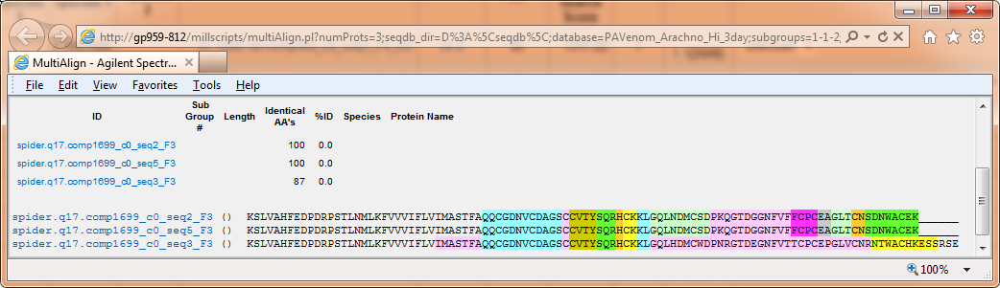 http://gp959-812/millscripts/multiAlign.pl?numProts=3;seqdb_dir=D%3A%5Cseqdb%5C;database=PAVenom_Arachno_Hi_3day;subgroups=1-1-2,
MultiAlign - Agilent Spectr... ×
File Edit View Favorites Tools Help
ID Sub Group # Length Identical AA's %ID Species Protein Name
spider.q17.comp1699_c0_seq2_F3 100 0.0
spider.q17.comp1699_c0_seq5_F3 100 0.0
spider.q17.comp1699_c0_seq3_F3 87 0.0
spider.q17.comp1699_c0_seq2_F3 () KSLVAHFEDPDRPSTLNMLKFVVVIFLVIMASTFAQQCGDNVCDAGSCCVTYSQRHCKKLGQLNDMCSDPKQGTDGGNFVFFCPCEAGLTCNSDNWACEK______
spider.q17.comp1699_c0_seq5_F3 () KSLVAHFEDPDRPSTLNMLKFVVVIFLVIMASTFAQQCGDNVCDAGSCCVTYSQRHCKKLGQLNDMCSDPKQGTDGGNFVFFCPCEAGLTCNSDNWACEK______
spider.q17.comp1699_c0_seq3_F3 () KSLVAHFEDPDRPSTLNMLKFVVVIFLVIMASTFAQQCGDNVCDAGSCCVTYSQRHCKKLGQLHDMCWDPNRGTDEGNFVTTCPCEPGLVCNRNTWACHKESSRSE
100%